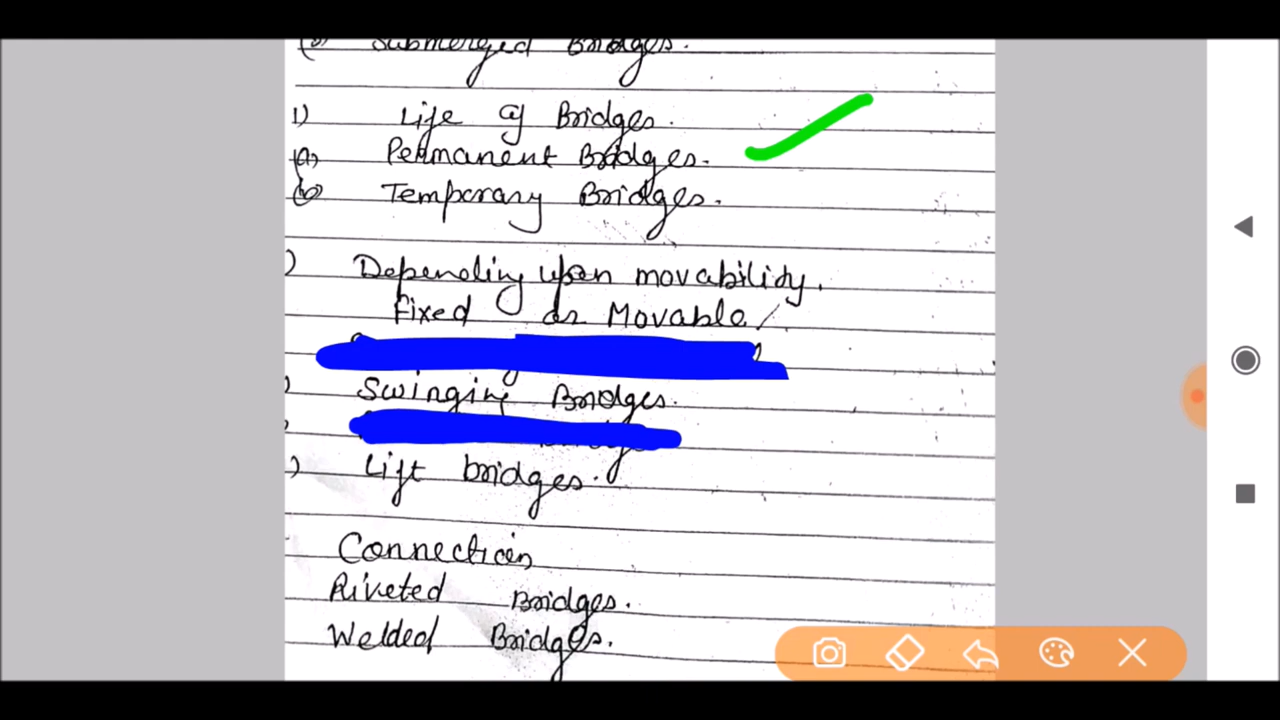 (b) Submerged Bridges.
1) Life of Bridges.
(a) Permanent Bridges.
(b) Temporary Bridges.
) Depending upon movability.
fixed or Movable
) Swinging Bridges.
) Lift bridges.
Connection
Riveted Bridges.
Welded Bridges.